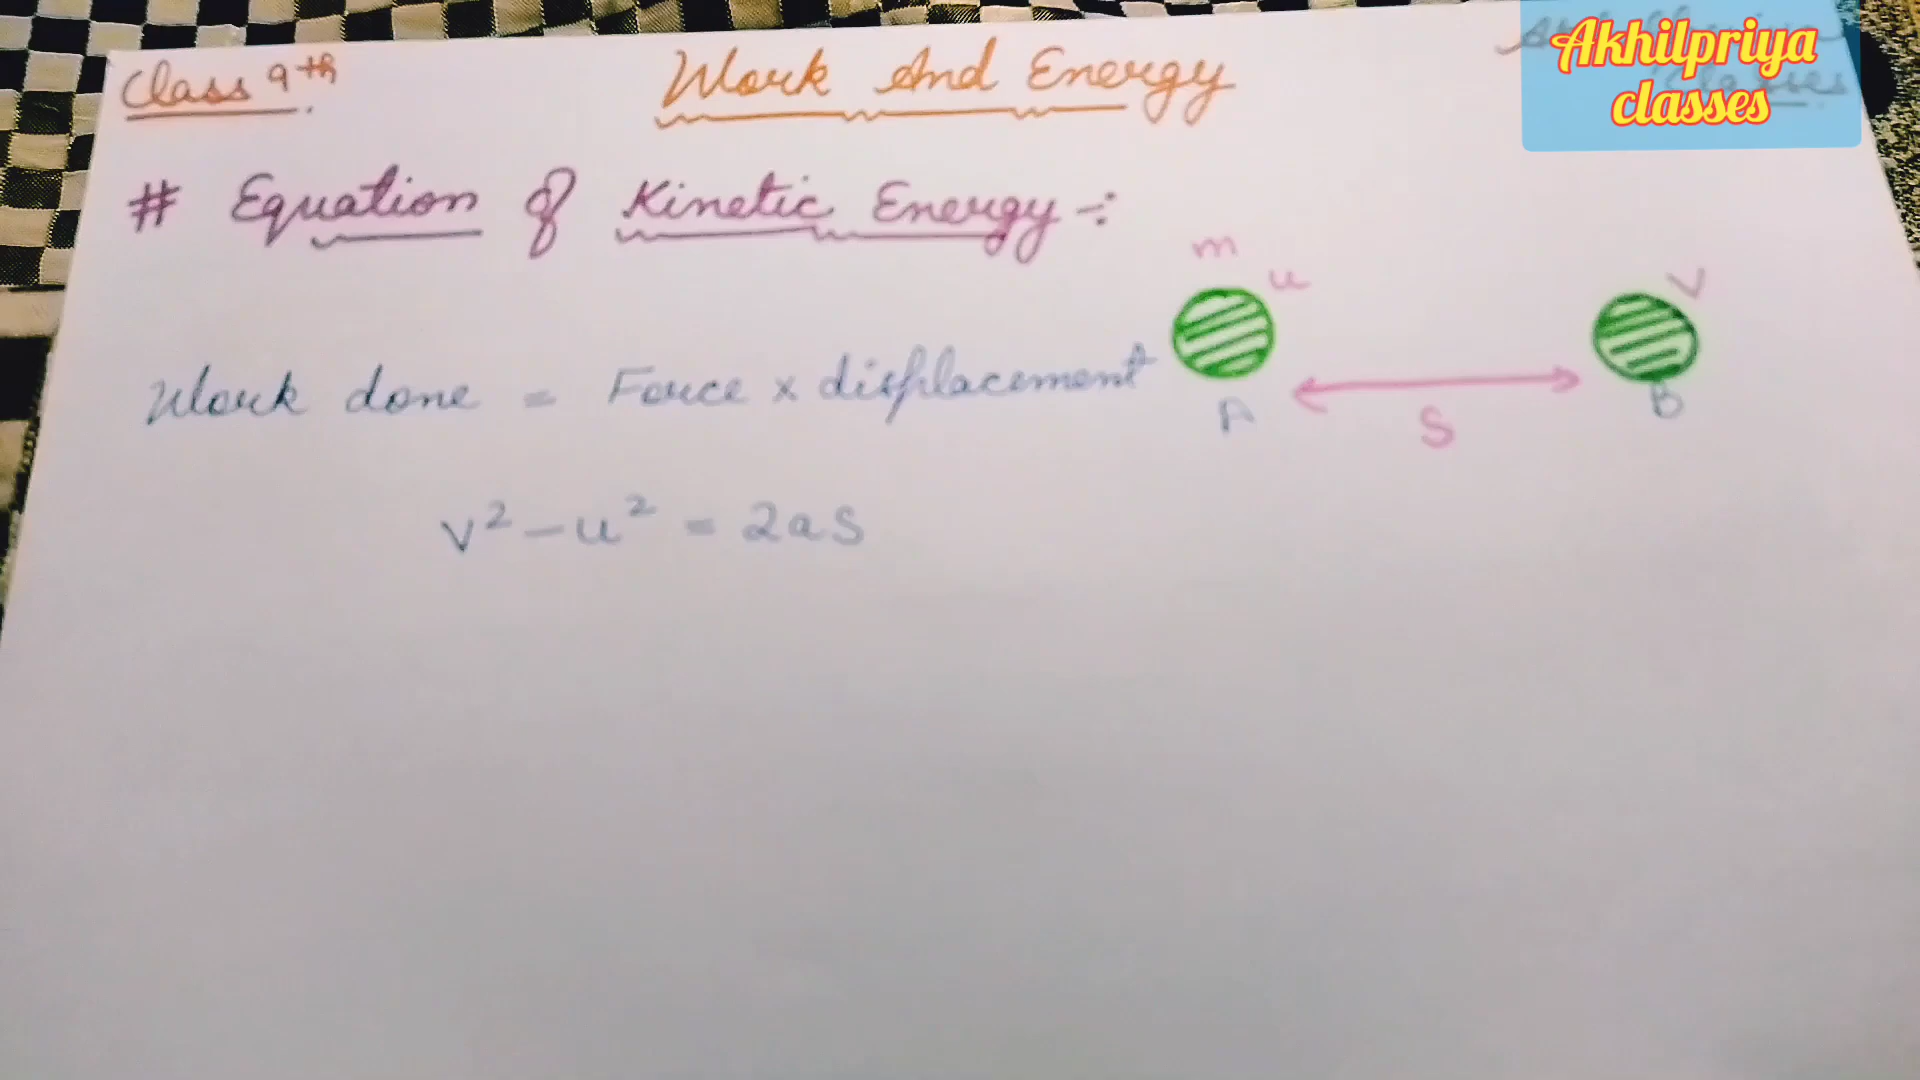 Class 9th
Work And Energy
Akhilpriya
classes
# Equation of Kinetic Energy ÷
m
u
V
Work done = Force × displacement
A
B
S
v² - u² = 2aS